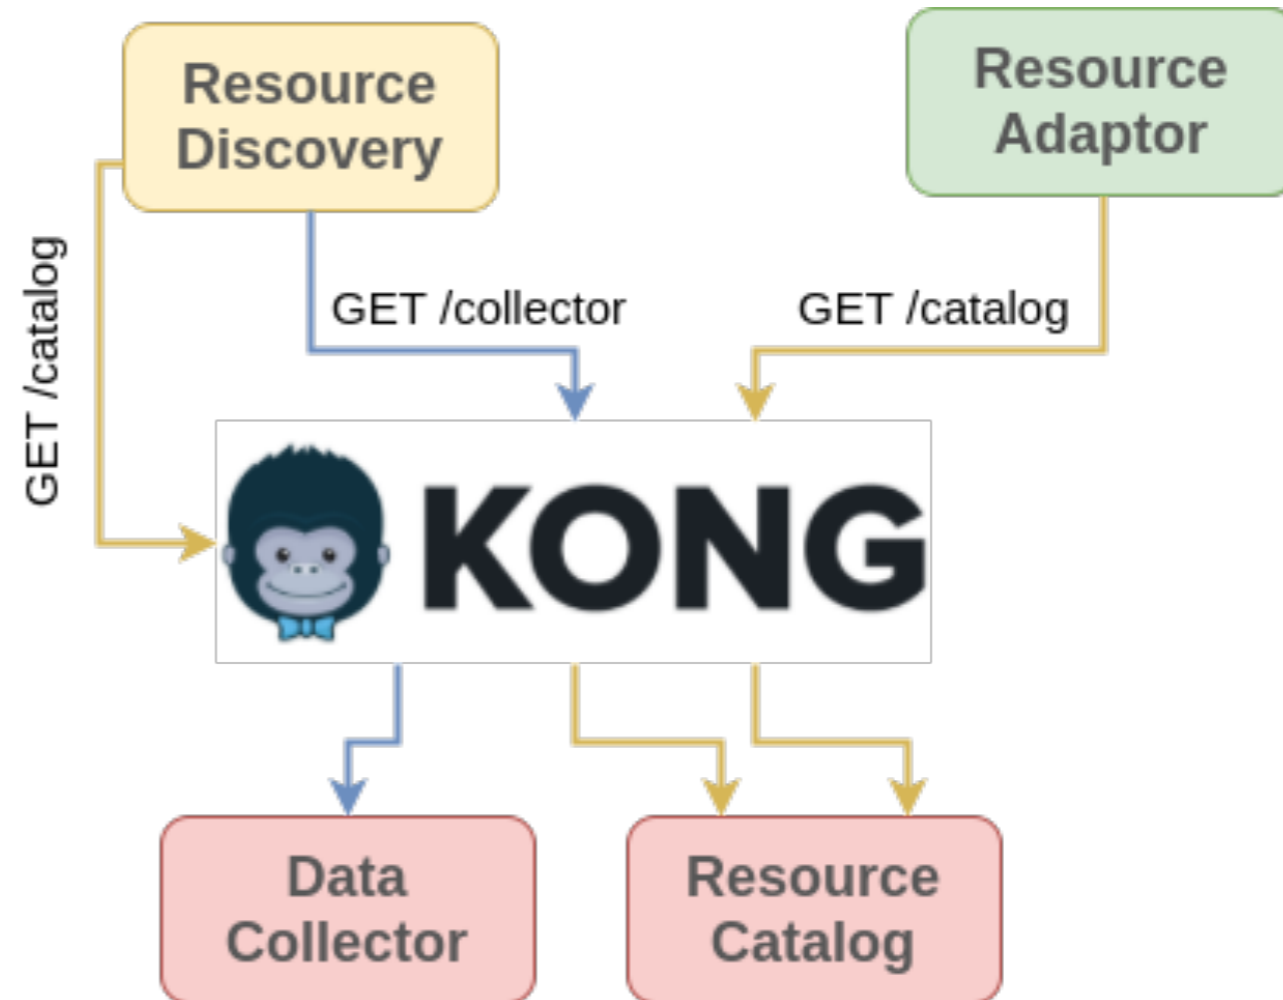 Resource
Discovery
Resource
Adaptor
GET /catalog
GET /collector
GET /catalog
KONG
Data
Collector
Resource
Catalog